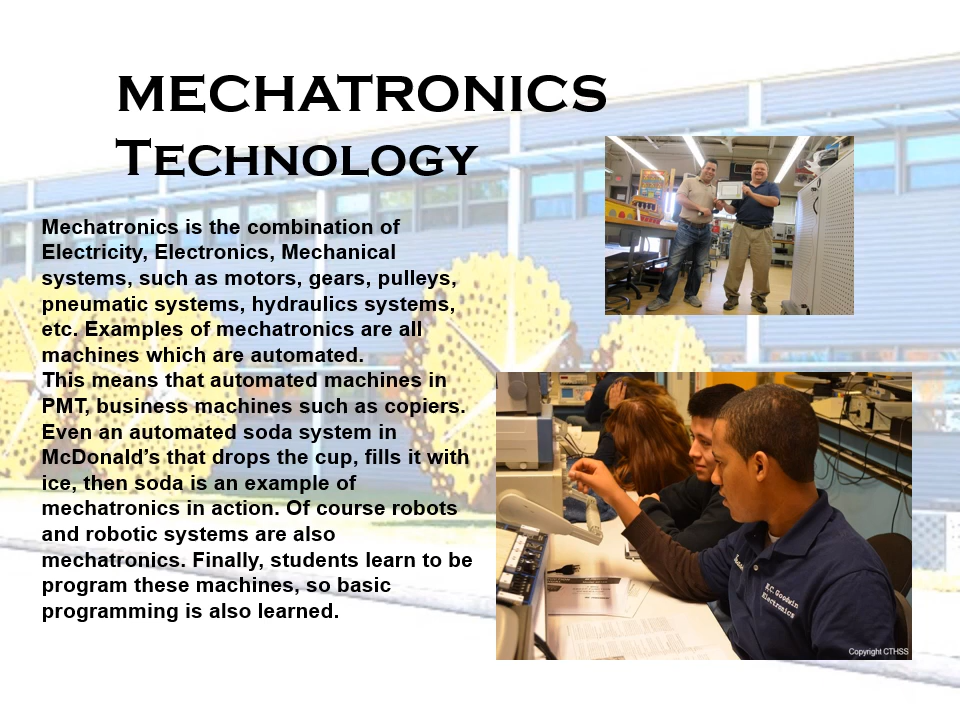 MECHATRONICS
TECHNOLOGY
Mechatronics is the combination of
Electricity, Electronics, Mechanical
systems, such as motors, gears, pulleys,
pneumatic systems, hydraulics systems,
etc. Examples of mechatronics are all
machines which are automated.
This means that automated machines in
PMT, business machines such as copiers.
Even an automated soda system in
McDonald’s that drops the cup, fills it with
ice, then soda is an example of
mechatronics in action. Of course robots
and robotic systems are also
mechatronics. Finally, students learn to be
program these machines, so basic
programming is also learned.
E.C. Goodwin
Electronics
Copyright CTHSS